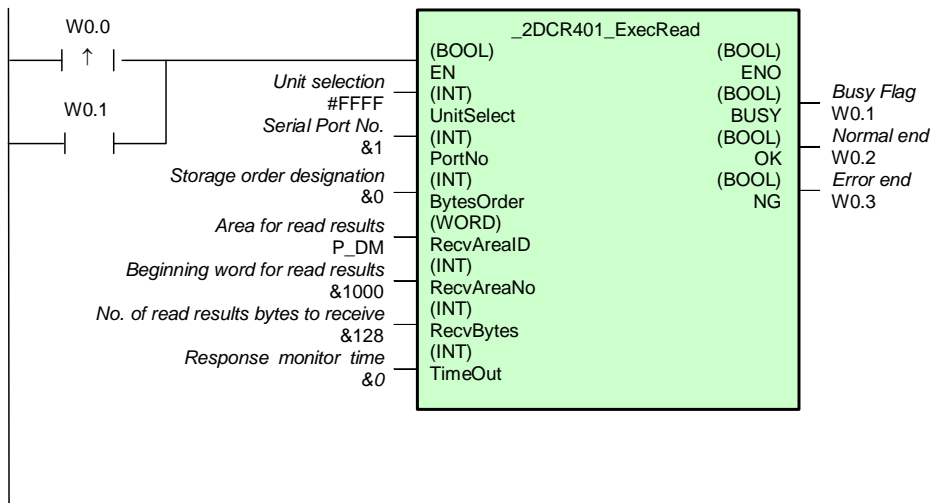 _2DCR401_ExecRead
W0.0
↑
W0.1
(BOOL) (BOOL)
EN ENO
Unit selection
#FFFF
(INT) (BOOL)
UnitSelect BUSY
Busy Flag
W0.1
Serial Port No.
&1
(INT) (BOOL)
PortNo OK
Normal end
W0.2
Storage order designation
&0
(INT) (BOOL)
BytesOrder NG
Error end
W0.3
Area for read results
P_DM
(WORD)
RecvAreaID
Beginning word for read results
&1000
(INT)
RecvAreaNo
No. of read results bytes to receive
&128
(INT)
RecvBytes
Response monitor time
&0
(INT)
TimeOut